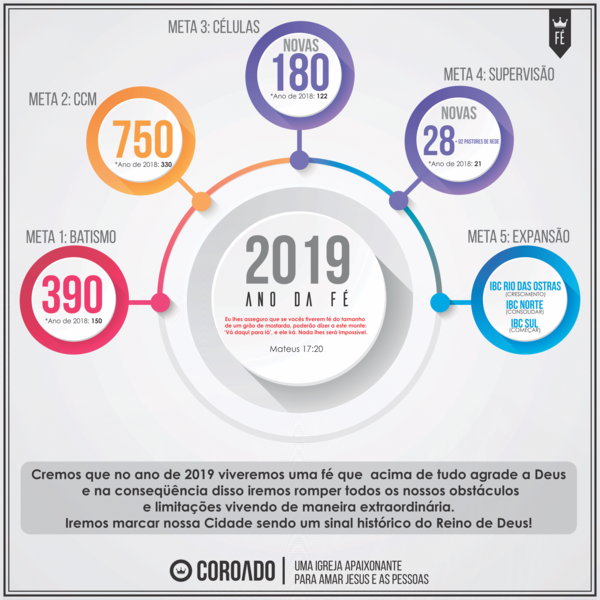 META 3: CÉLULAS
NOVAS
180
*Ano de 2018: 122
FÉ
META 2: CCM
750
*Ano de 2018: 330
META 4: SUPERVISÃO
NOVAS
28 + 02 PASTORES DE REDE
*Ano de 2018: 21
META 1: BATISMO
390
*Ano de 2018: 150
META 5: EXPANSÃO
IBC RIO DAS OSTRAS
(CRESCIMENTO)
IBC NORTE
(CONSOLIDAR)
IBC SUL
(COMEÇAR)
2019
ANO DA FÉ
Eu lhes asseguro que se vocês tiverem fé do tamanho
de um grão de mostarda, poderão dizer a este monte:
'Vá daqui para lá', e ele irá. Nada lhes será impossível.
Mateus 17:20
Cremos que no ano de 2019 viveremos uma fé que acima de tudo agrade a Deus
e na conseqüência disso iremos romper todos os nossos obstáculos
e limitações vivendo de maneira extraordinária.
Iremos marcar nossa Cidade sendo um sinal histórico do Reino de Deus!
COROADO
UMA IGREJA APAIXONANTE
PARA AMAR JESUS E AS PESSOAS